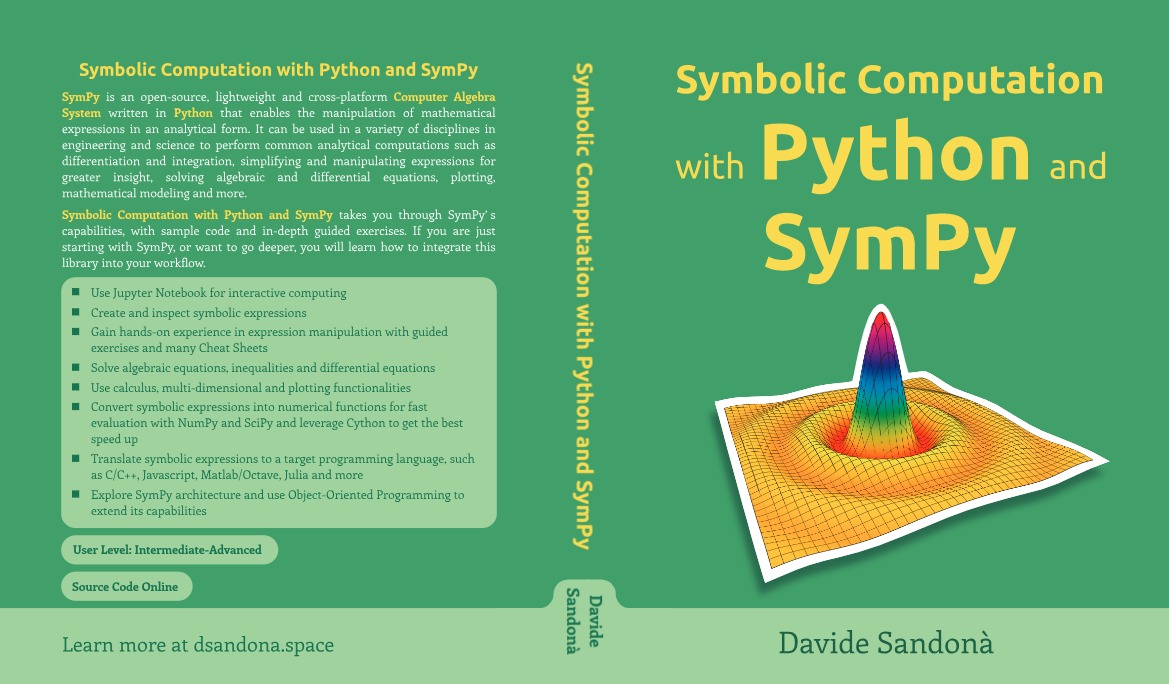 Symbolic Computation with Python and SymPy
SymPy is an open-source, lightweight and cross-platform Computer Algebra
System written in Python that enables the manipulation of mathematical
expressions in an analytical form. It can be used in a variety of disciplines in
engineering and science to perform common analytical computations such as
differentiation and integration, simplifying and manipulating expressions for
greater insight, solving algebraic and differential equations, plotting,
mathematical modeling and more.
Symbolic Computation with Python and SymPy takes you through SymPy's
capabilities, with sample code and in-depth guided exercises. If you are just
starting with SymPy, or want to go deeper, you will learn how to integrate this
library into your workflow.
■ Use Jupyter Notebook for interactive computing
■ Create and inspect symbolic expressions
■ Gain hands-on experience in expression manipulation with guided
exercises and many Cheat Sheets
■ Solve algebraic equations, inequalities and differential equations
■ Use calculus, multi-dimensional and plotting functionalities
■ Convert symbolic expressions into numerical functions for fast
evaluation with NumPy and SciPy and leverage Cython to get the best
speed up
■ Translate symbolic expressions to a target programming language, such
as C/C++, Javascript, Matlab/Octave, Julia and more
■ Explore SymPy architecture and use Object-Oriented Programming to
extend its capabilities
User Level: Intermediate-Advanced
Source Code Online
Learn more at dsandona.space
Symbolic Computation with Python and SymPy
Davide
Sandonà
Symbolic Computation
with Python and
SymPy
Davide Sandonà